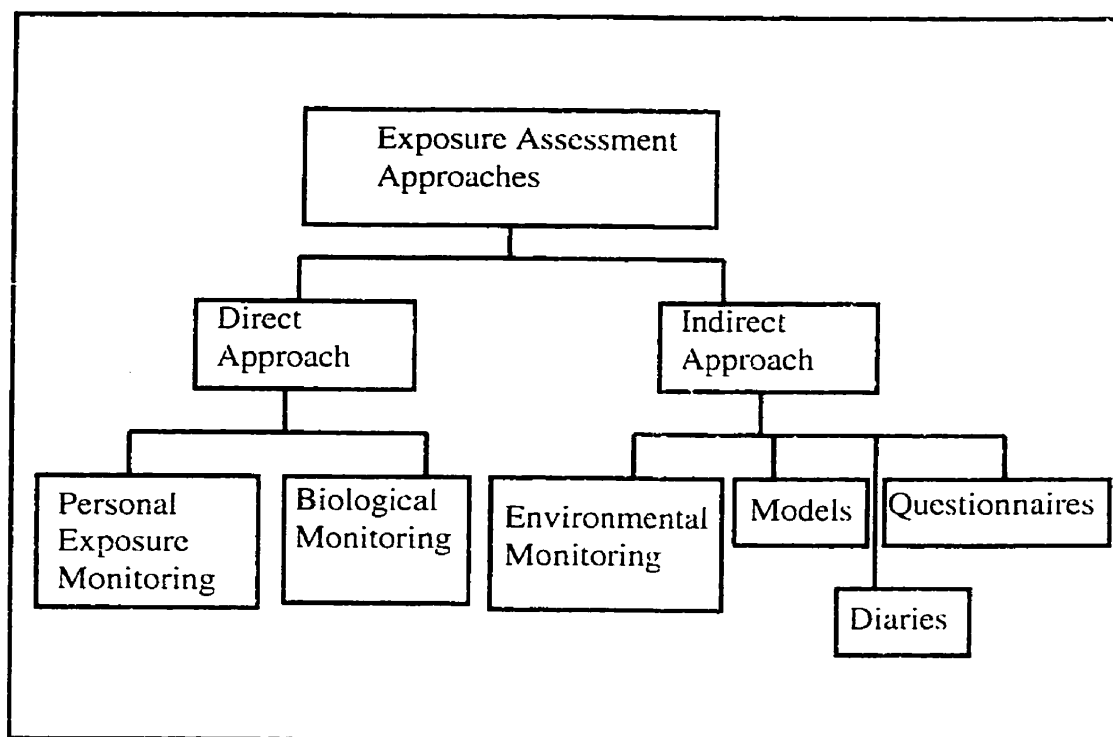 Exposure Assessment
Approaches
Direct
Approach
Indirect
Approach
Personal
Exposure
Monitoring
Biological
Monitoring
Environmental
Monitoring
Models
Questionnaires
Diaries